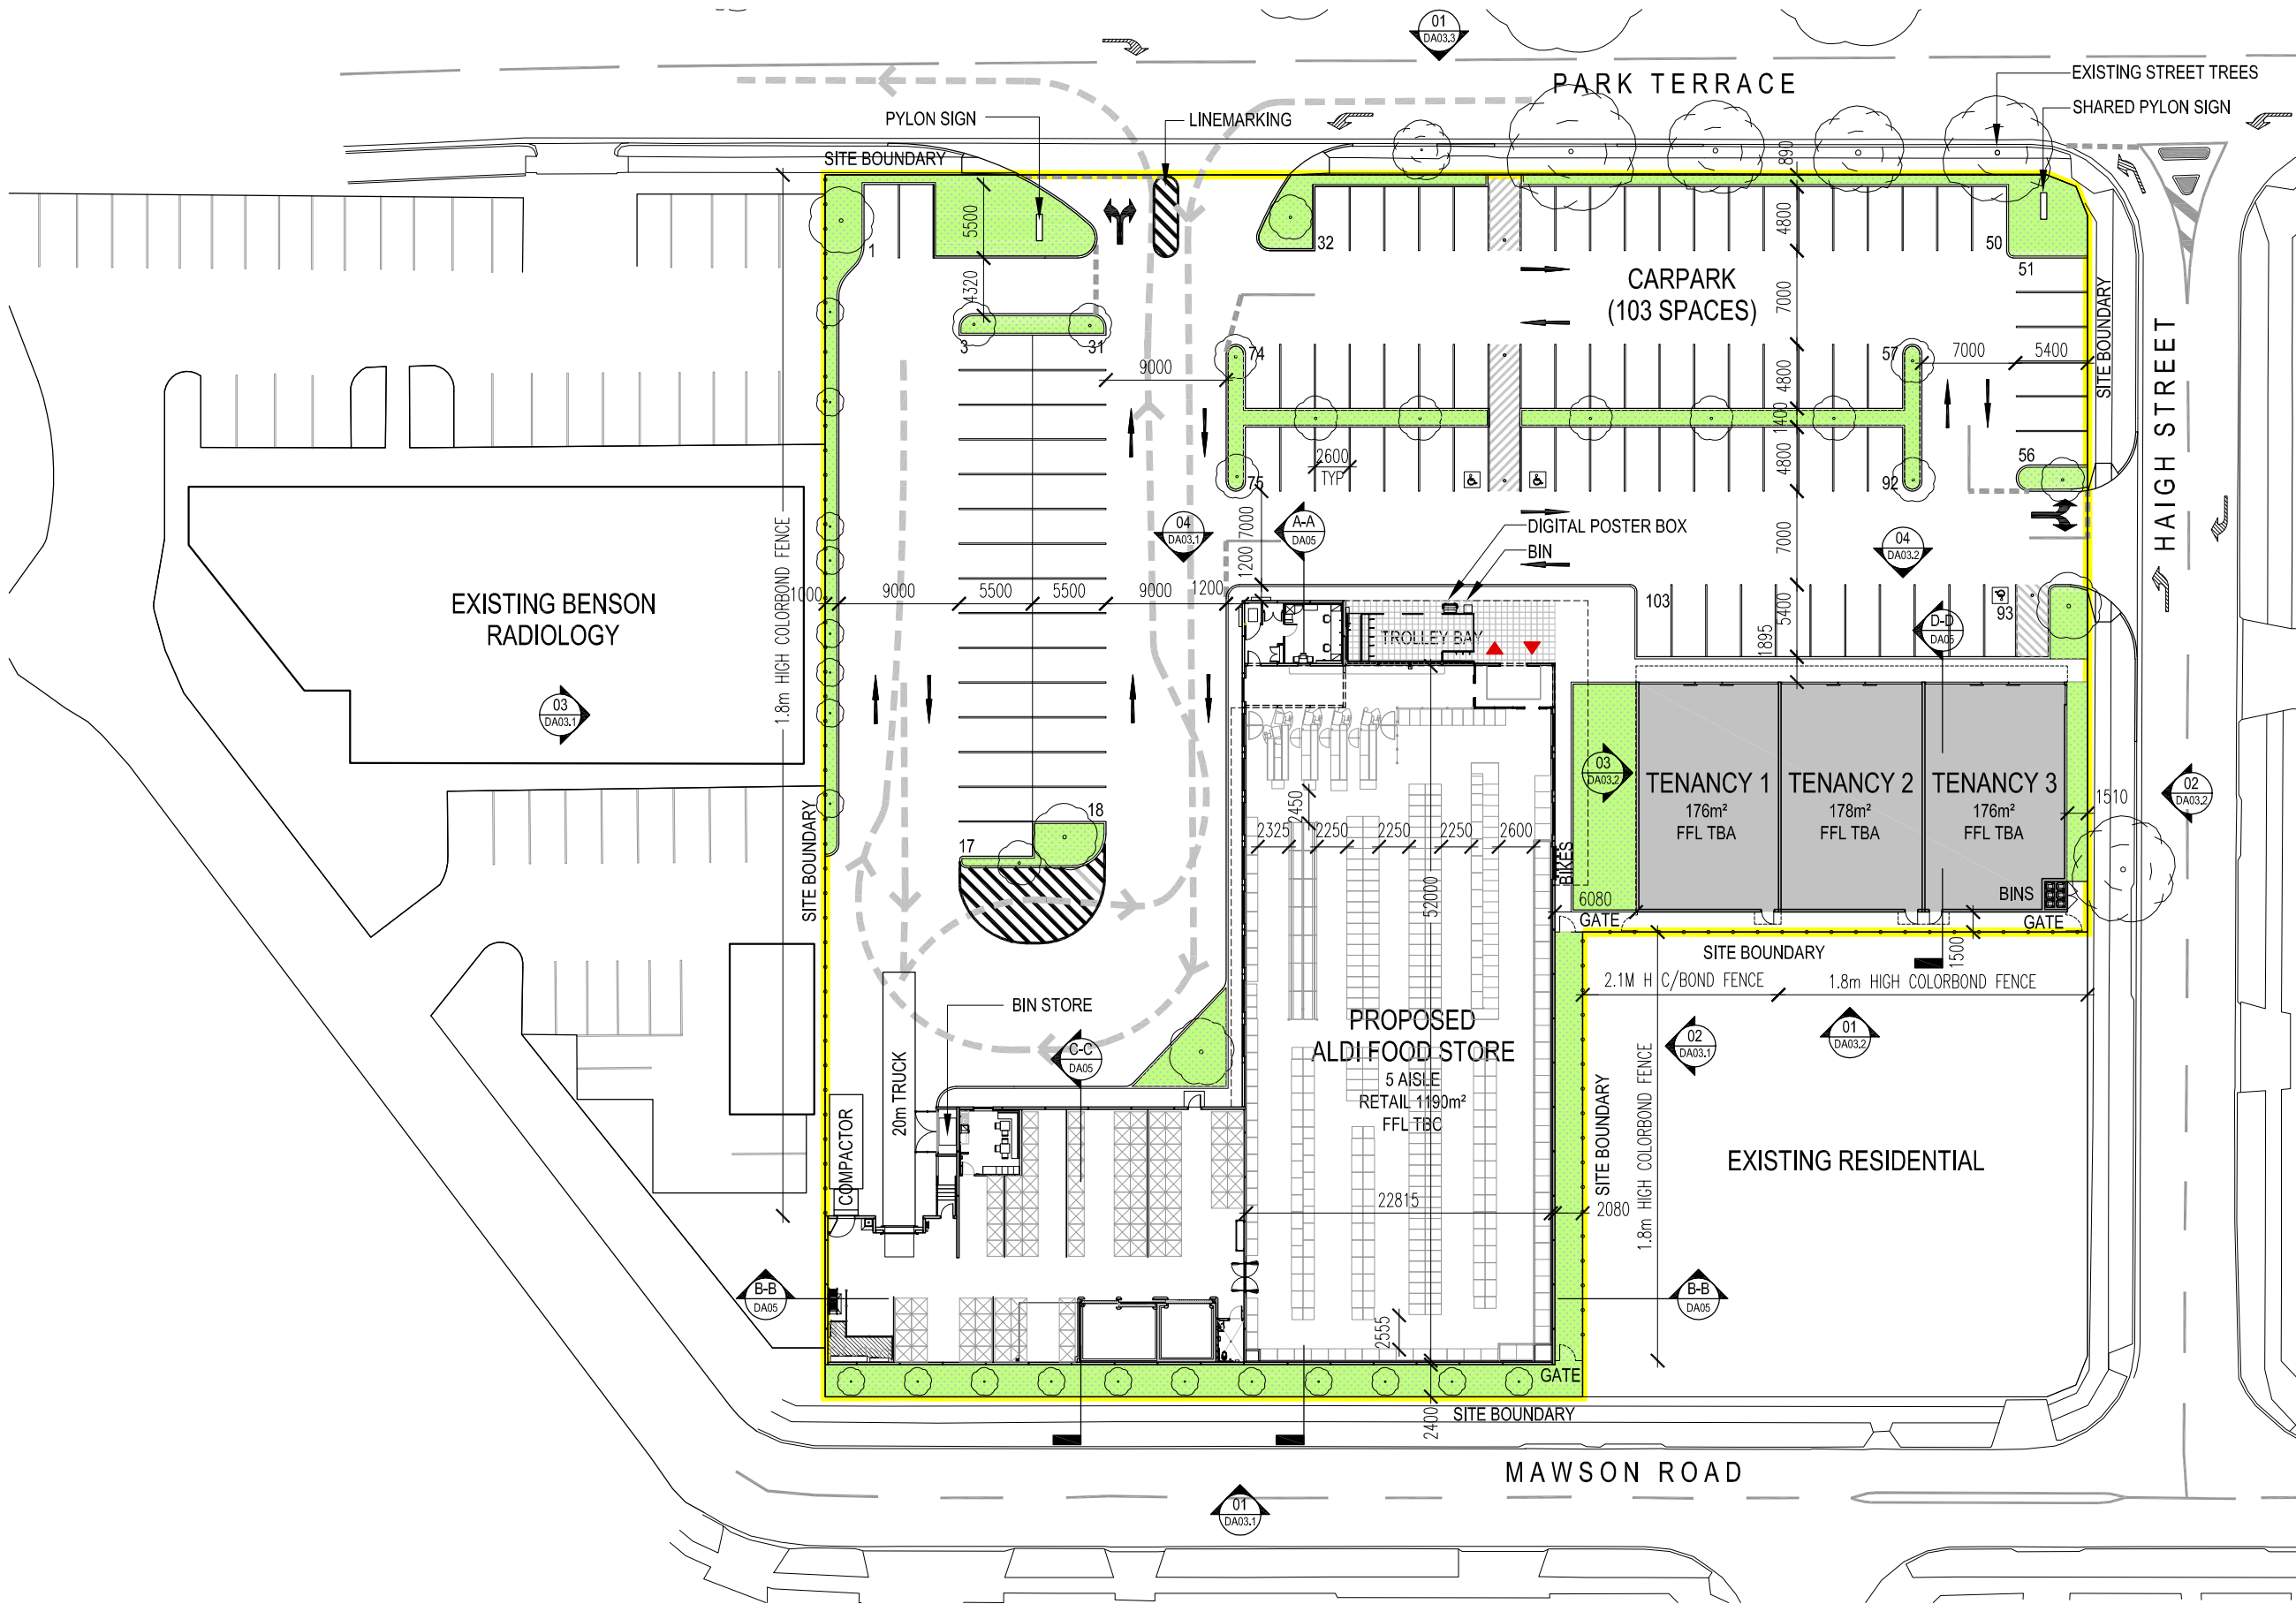 01
DA03.3
PARK TERRACE
EXISTING STREET TREES
SHARED PYLON SIGN
PYLON SIGN
LINEMARKING
SITE BOUNDARY
890
5500
4320
1
32
50
51
4800
CARPARK
(103 SPACES)
7000
SITE BOUNDARY
HAIGH STREET
3
31
9000
74
57
7000
5400
4800
1400
4800
2600
TYP
75
92
56
1.8m HIGH COLORBOND FENCE
04
DA03.1
7000
A-A
DA05
DIGITAL POSTER BOX
BIN
7000
04
DA03.2
1200
1000
9000
5500
5500
9000
1200
EXISTING BENSON
RADIOLOGY
103
93
5400
1895
D-D
DA05
TROLLEY BAY
03
DA03.1
03
DA03.2
TENANCY 1
176m²
FFL TBA
TENANCY 2
178m²
FFL TBA
TENANCY 3
176m²
FFL TBA
1510
02
DA03.2
2450
2325
2250
2250
2250
2600
18
17
SITE BOUNDARY
BIKES
52000
6080
BINS
GATE
GATE
SITE BOUNDARY
1500
2.1M H C/BOND FENCE
1.8m HIGH COLORBOND FENCE
BIN STORE
PROPOSED
ALDI FOOD STORE
5 AISLE
RETAIL 1190m²
FFL TBC
C-C
DA05
02
DA03.1
01
DA03.2
20m TRUCK
COMPACTOR
SITE BOUNDARY
1.8m HIGH COLORBOND FENCE
EXISTING RESIDENTIAL
22815
2080
B-B
DA05
B-B
DA05
2555
GATE
2400
SITE BOUNDARY
MAWSON ROAD
01
DA03.1